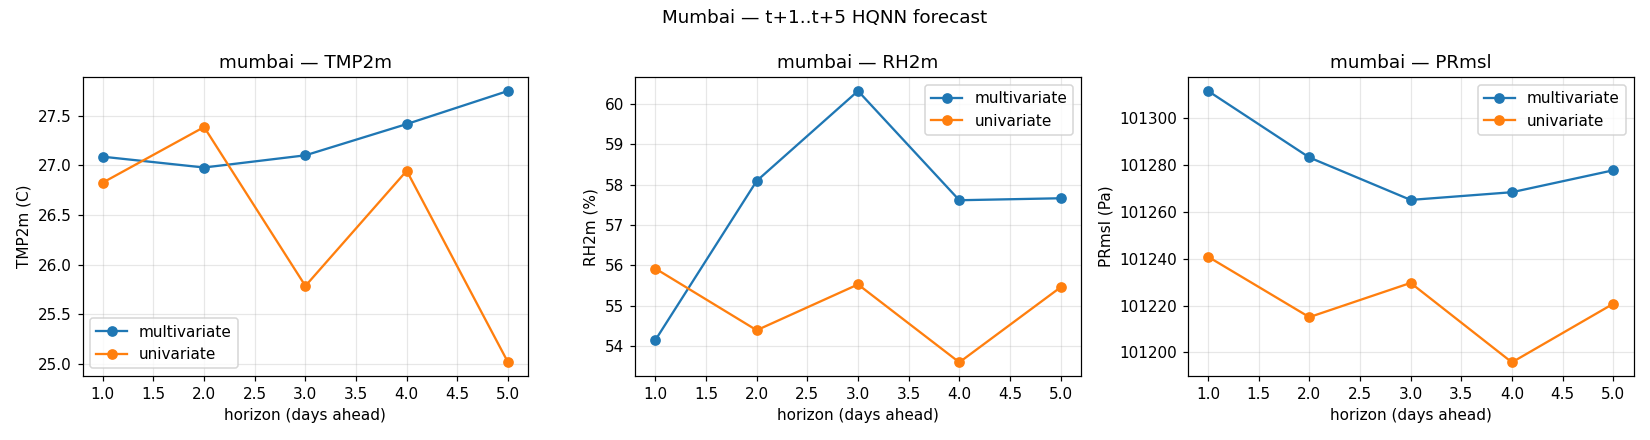 Mumbai — t+1..t+5 HQNN forecast
mumbai — TMP2m
TMP2m (C)
27.5
27.0
26.5
26.0
25.5
25.0
multivariate
univariate
1.0 1.5 2.0 2.5 3.0 3.5 4.0 4.5 5.0
horizon (days ahead)
mumbai — RH2m
RH2m (%)
60
59
58
57
56
55
54
multivariate
univariate
1.0 1.5 2.0 2.5 3.0 3.5 4.0 4.5 5.0
horizon (days ahead)
mumbai — PRmsl
PRmsl (Pa)
101300
101280
101260
101240
101220
101200
multivariate
univariate
1.0 1.5 2.0 2.5 3.0 3.5 4.0 4.5 5.0
horizon (days ahead)